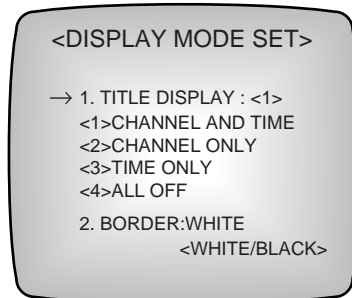 <DISPLAY MODE SET>
→ 1. TITLE DISPLAY : <1>
<1>CHANNEL AND TIME
<2>CHANNEL ONLY
<3>TIME ONLY
<4>ALL OFF
2. BORDER:WHITE
<WHITE/BLACK>